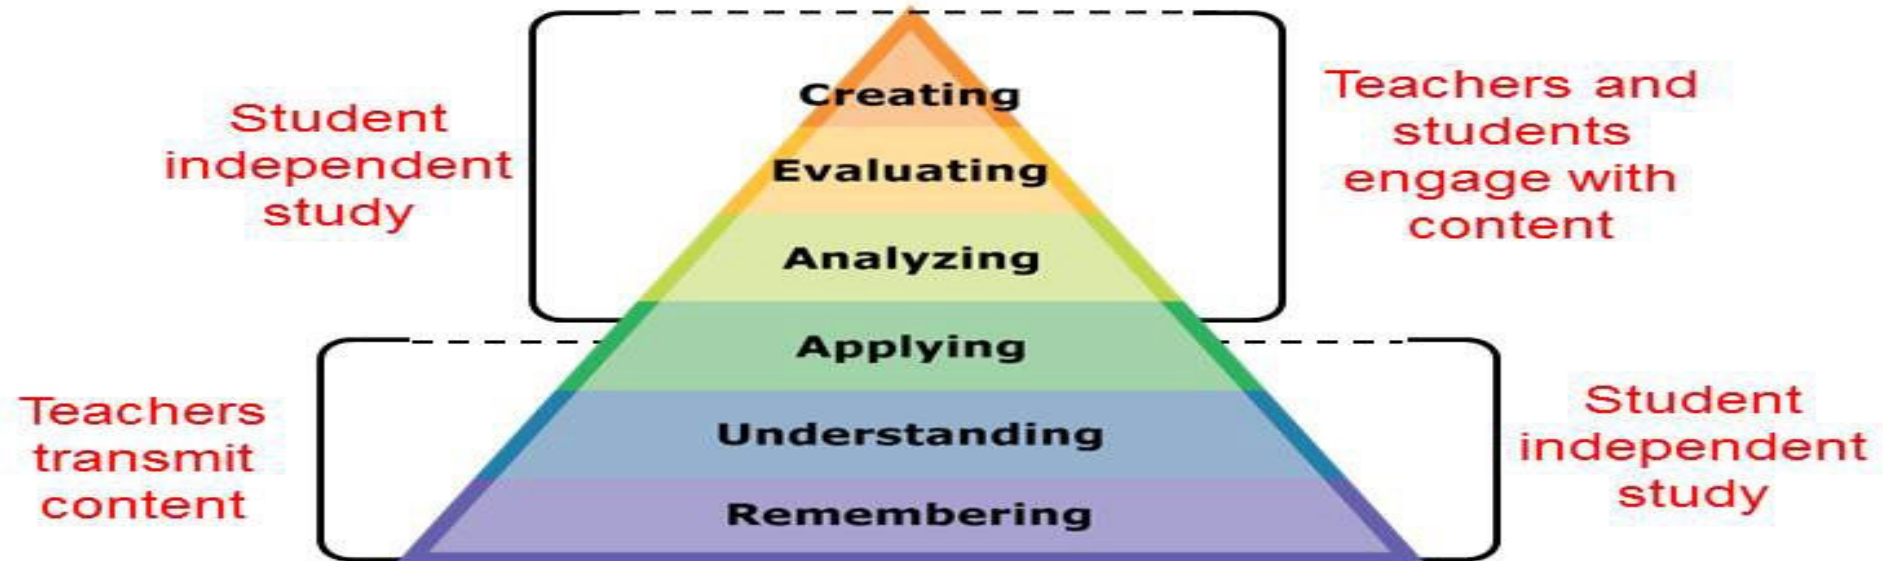 Student
independent
study
Teachers and
students
engage with
content
Creating
Evaluating
Analyzing
Applying
Understanding
Remembering
Teachers
transmit
content
Student
independent
study